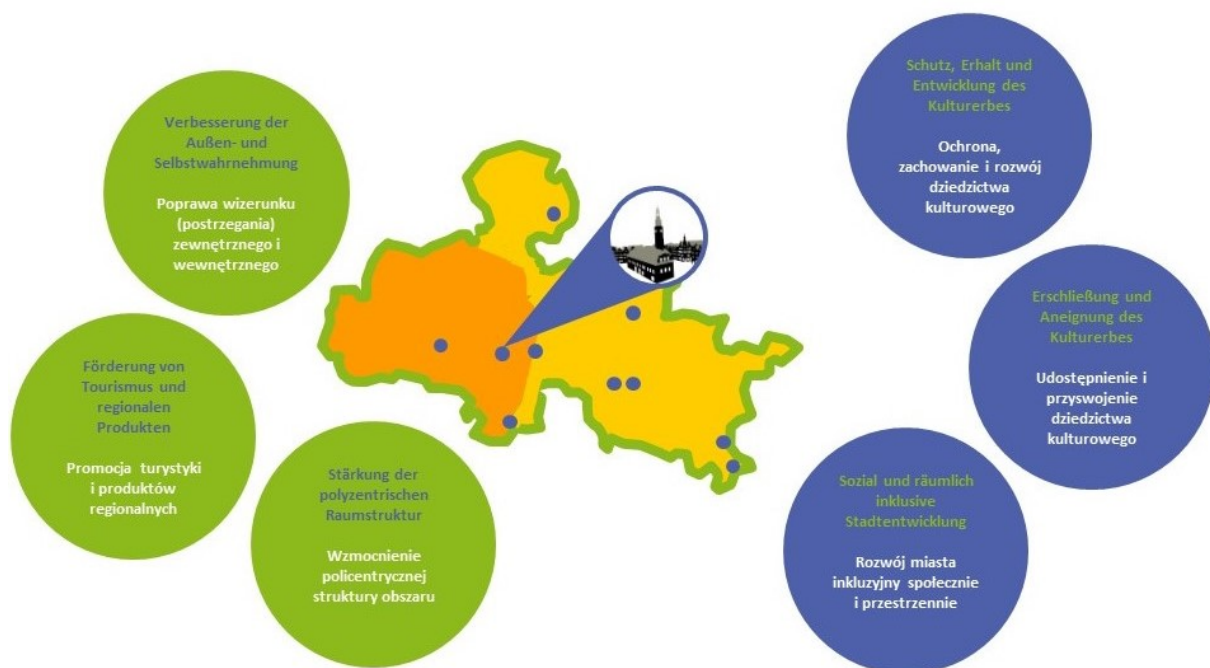 Verbesserung der
Außen- und
Selbstwahrnehmung
Poprawa wizerunku
(postrzegania)
zewnętrznego i
wewnętrznego
Förderung von
Tourismus und
regionalen
Produkten
Promocja turystyki
i produktów
regionalnych
Stärkung der
polyzentrischen
Raumstruktur
Wzmocnienie
policentrycznej
struktury obszaru
Schutz, Erhalt und
Entwicklung des
Kulturerbes
Ochrona,
zachowanie i rozwój
dziedzictwa
kulturowego
Erschließung und
Aneignung des
Kulturerbes
Udostępnienie i
przyswojenie
dziedzictwa
kulturowego
Sozial und räumlich
inklusive
Stadtentwicklung
Rozwój miasta
inkluzyjny społecznie
i przestrzennie